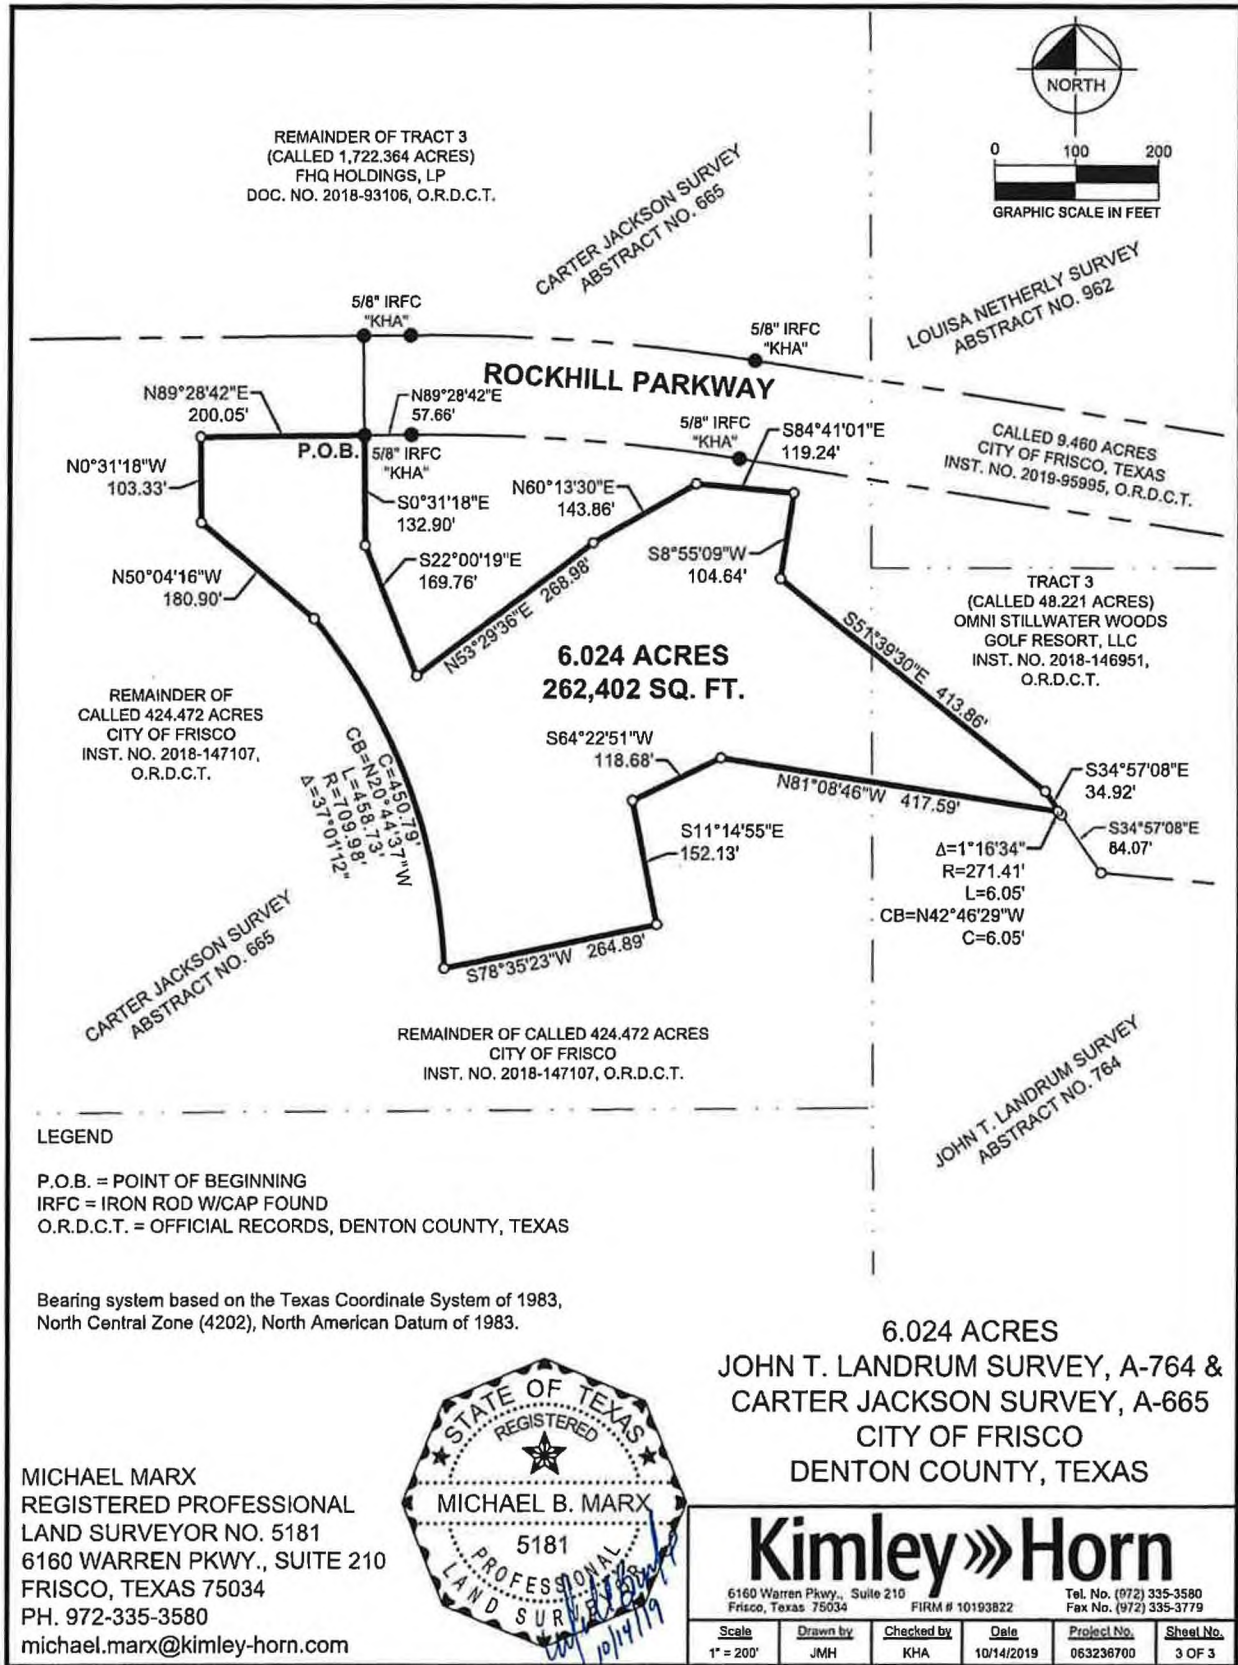 NORTH
0 100 200
GRAPHIC SCALE IN FEET
REMAINDER OF TRACT 3
(CALLED 1,722.364 ACRES)
FHQ HOLDINGS, LP
DOC. NO. 2018-93106, O.R.D.C.T.
CARTER JACKSON SURVEY
ABSTRACT NO. 665
LOUISA NETHERLY SURVEY
ABSTRACT NO. 962
5/8" IRFC
"KHA"
5/8" IRFC
"KHA"
ROCKHILL PARKWAY
N89°28'42"E
200.05'
N89°28'42"E
57.66'
5/8" IRFC
"KHA"
S84°41'01"E
119.24'
CALLED 9.460 ACRES
CITY OF FRISCO, TEXAS
INST. NO. 2019-95995, O.R.D.C.T.
P.O.B.
5/8" IRFC
"KHA"
N0°31'18"W
103.33'
S0°31'18"E
132.90'
N60°13'30"E
143.86'
S8°55'09"W
104.64'
N50°04'16"W
180.90'
S22°00'19"E
169.76'
N53°29'36"E 268.98'
S51°39'30"E 413.86'
TRACT 3
(CALLED 48.221 ACRES)
OMNI STILLWATER WOODS
GOLF RESORT, LLC
INST. NO. 2018-146951,
O.R.D.C.T.
6.024 ACRES
262,402 SQ. FT.
REMAINDER OF
CALLED 424.472 ACRES
CITY OF FRISCO
INST. NO. 2018-147107,
O.R.D.C.T.
C=450.79'
CB=N20°44'37"W
L=458.73'
R=709.98'
Δ=37°01'12"
S64°22'51"W
118.68'
N81°08'46"W 417.59'
S34°57'08"E
34.92'
S34°57'08"E
84.07'
S11°14'55"E
152.13'
Δ=1°16'34"
R=271.41'
L=6.05'
CB=N42°46'29"W
C=6.05'
S78°35'23"W 264.89'
CARTER JACKSON SURVEY
ABSTRACT NO. 665
REMAINDER OF CALLED 424.472 ACRES
CITY OF FRISCO
INST. NO. 2018-147107, O.R.D.C.T.
JOHN T. LANDRUM SURVEY
ABSTRACT NO. 764
LEGEND
P.O.B. = POINT OF BEGINNING
IRFC = IRON ROD W/CAP FOUND
O.R.D.C.T. = OFFICIAL RECORDS, DENTON COUNTY, TEXAS
Bearing system based on the Texas Coordinate System of 1983,
North Central Zone (4202), North American Datum of 1983.
6.024 ACRES
JOHN T. LANDRUM SURVEY, A-764 &
CARTER JACKSON SURVEY, A-665
CITY OF FRISCO
DENTON COUNTY, TEXAS
MICHAEL MARX
REGISTERED PROFESSIONAL
LAND SURVEYOR NO. 5181
6160 WARREN PKWY., SUITE 210
FRISCO, TEXAS 75034
PH. 972-335-3580
michael.marx@kimley-horn.com
STATE OF TEXAS
REGISTERED
MICHAEL B. MARX
5181
PROFESSIONAL
LAND SURVEYOR
10/14/19
Kimley»Horn
6160 Warren Pkwy., Suite 210
Frisco, Texas 75034 FIRM # 10193822
Tel. No. (972) 335-3580
Fax No. (972) 335-3779
Scale Drawn by Checked by Date Project No. Sheet No.
1" = 200' JMH KHA 10/14/2019 063236700 3 OF 3